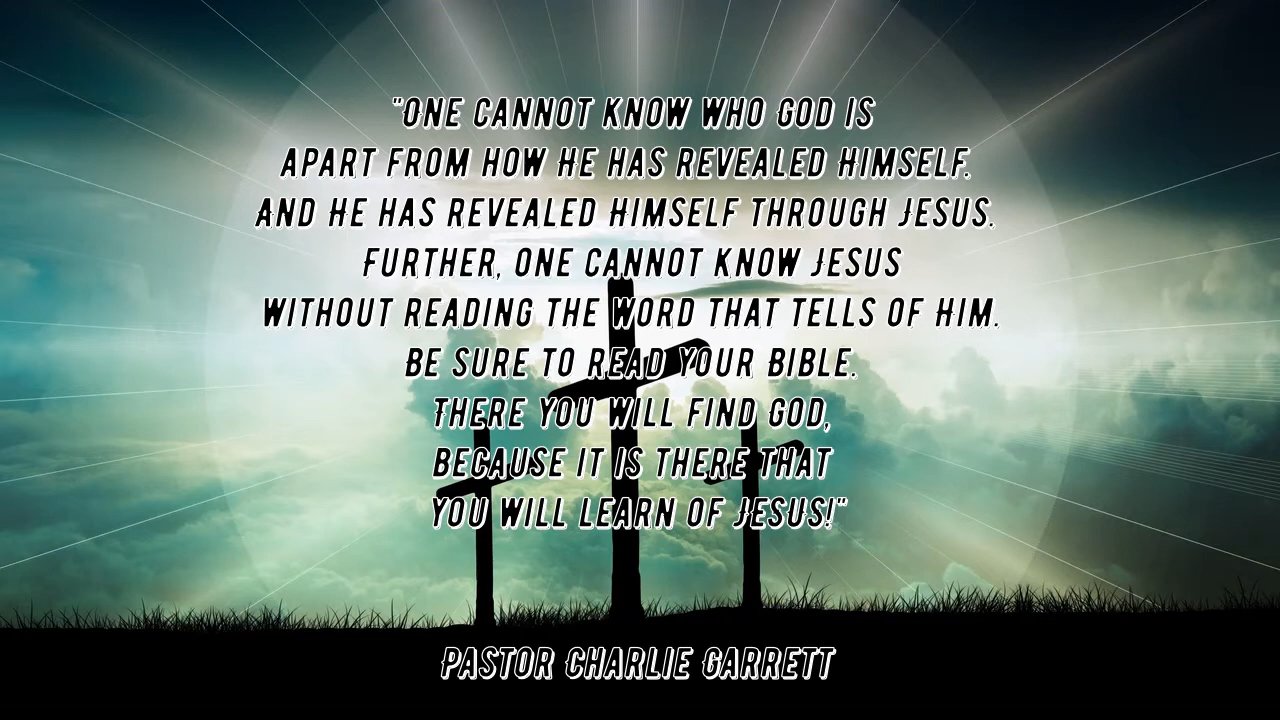 "One cannot know who God is
apart from how He has revealed Himself.
And He has revealed Himself through Jesus.
Further, one cannot know Jesus
without reading the Word that tells of Him.
Be sure to read your Bible.
There you will find God,
because it is there that
you will learn of Jesus!"
Pastor Charlie Garrett